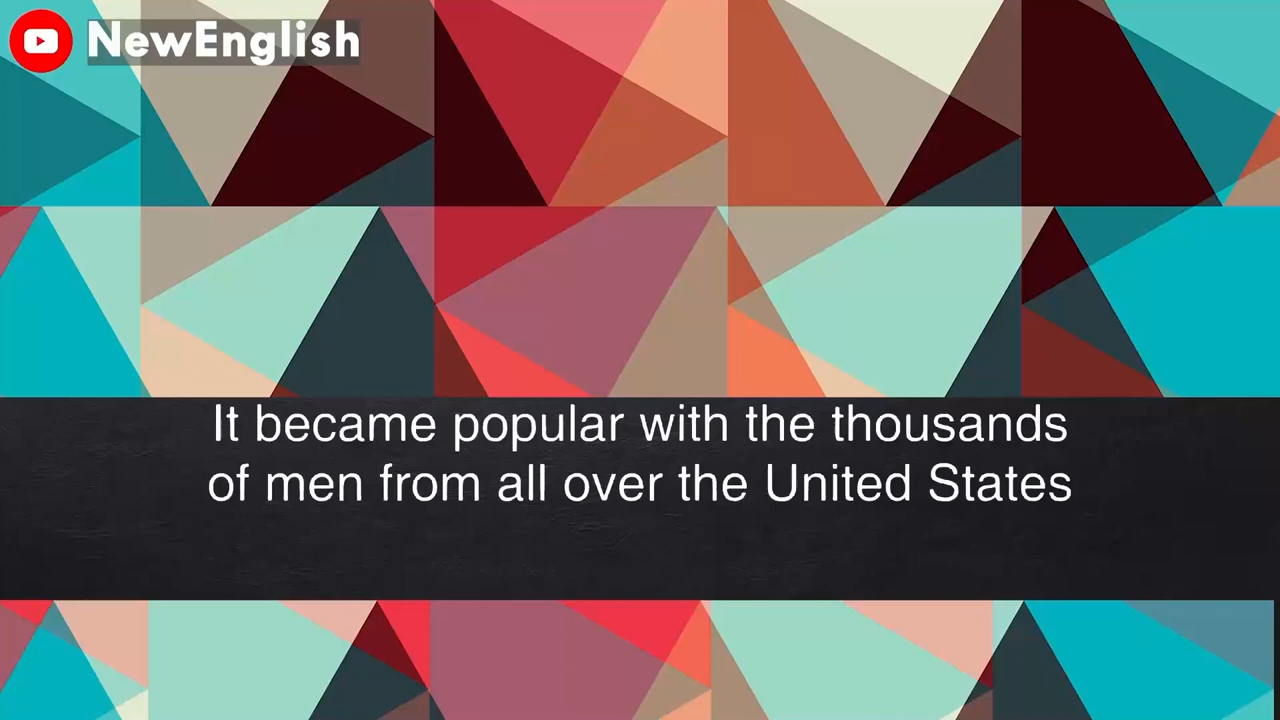 NewEnglish
It became popular with the thousands
of men from all over the United States